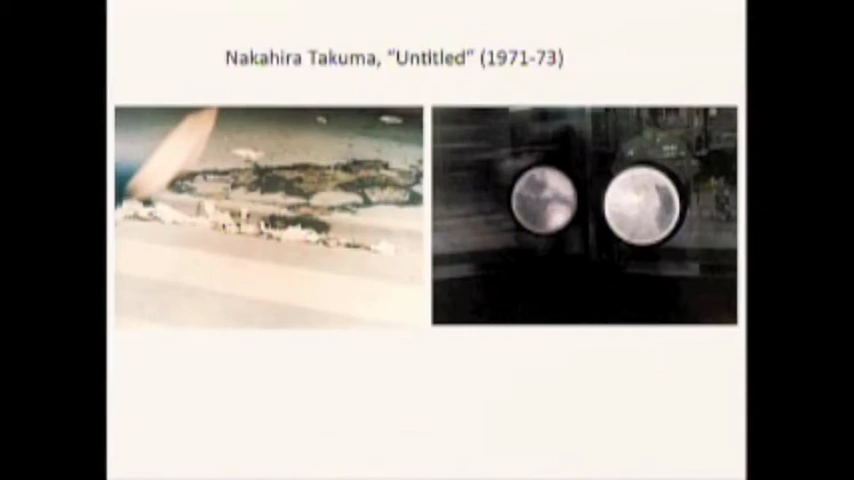 Nakahira Takuma, “Untitled” (1971-73)